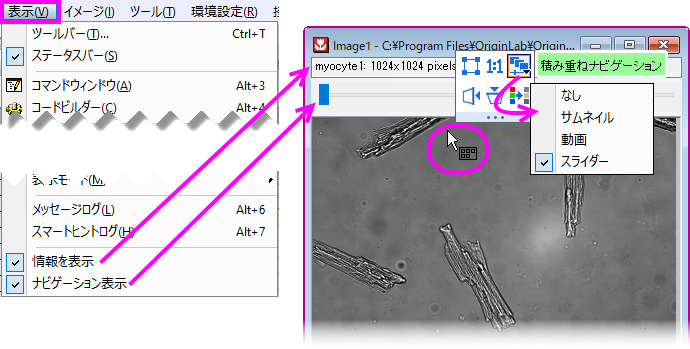 表示(V) イメージ(I) ツール(T) 環境設定(R)
ツールバー(T)... Ctrl+T
ステータスバー(S)
コマンドウィンドウ(A) Alt+3
コードビルダー(C) Alt+4
表示モード(M)
メッセージログ(L) Alt+6
スマートヒントログ(H) Alt+7
情報を表示
ナビゲーション表示
Image1 - C:¥Program Files¥OriginLab¥Origin...
myocyte1: 1024x1024 pixels
1:1
積み重ねナビゲーション
なし
サムネイル
動画
スライダー